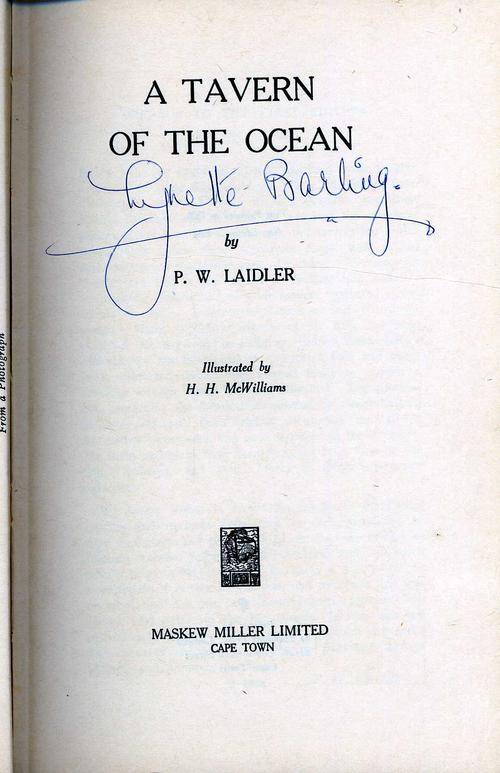 A TAVERN
OF THE OCEAN
Lynette Barling.
by
P. W. LAIDLER
Illustrated by
H. H. McWilliams
MASKEW MILLER LIMITED
CAPE TOWN
From a Photograph